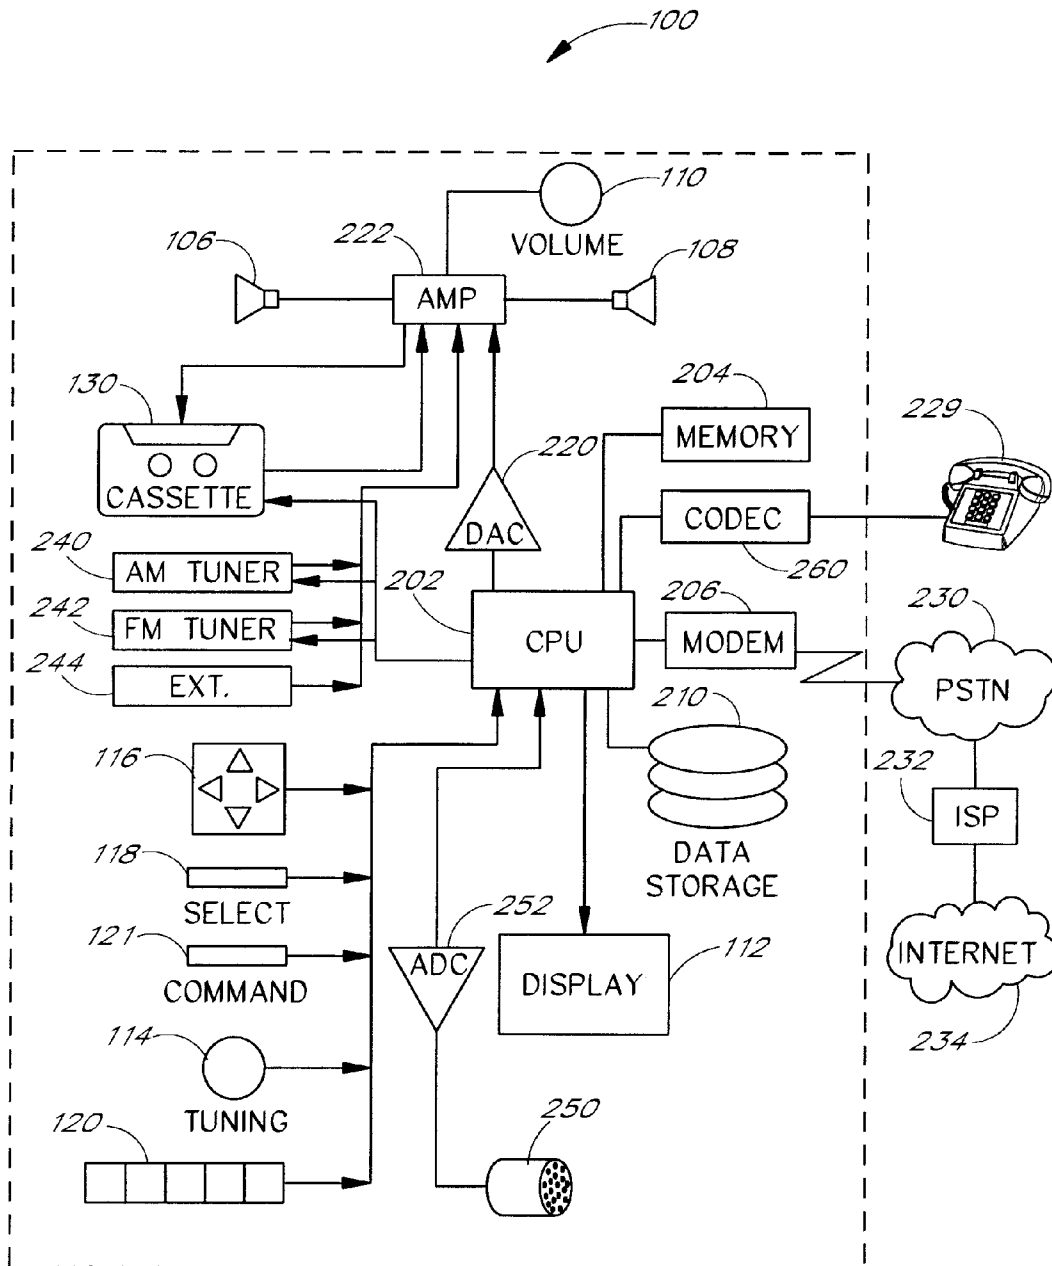 100
110
VOLUME
106
222
108
AMP
130
204
229
MEMORY
CASSETTE
220
DAC
CODEC
260
240
AM TUNER
202
206
230
242
FM TUNER
CPU
MODEM
PSTN
244
EXT.
210
116
232
ISP
118
SELECT
DATA
STORAGE
252
121
COMMAND
ADC
DISPLAY
112
INTERNET
234
114
TUNING
120
250